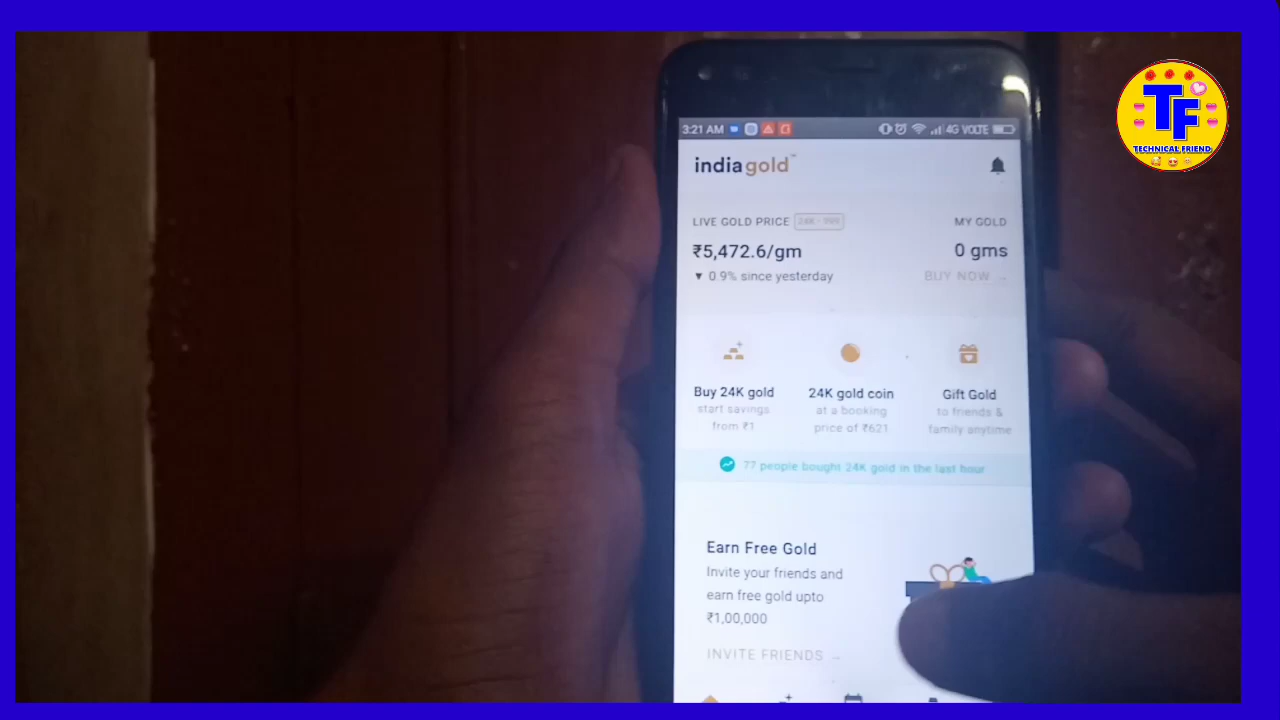 3:21 AM
4G VOLTE
TF
TECHNICAL FRIEND
indiagold™
LIVE GOLD PRICE 24K - 999
MY GOLD
₹5,472.6/gm
0 gms
▼ 0.9% since yesterday
BUY NOW →
Buy 24K gold
start savings
from ₹1
24K gold coin
at a booking
price of ₹621
Gift Gold
to friends &
family anytime
77 people bought 24K gold in the last hour
Earn Free Gold
Invite your friends and
earn free gold upto
₹1,00,000
INVITE FRIENDS →